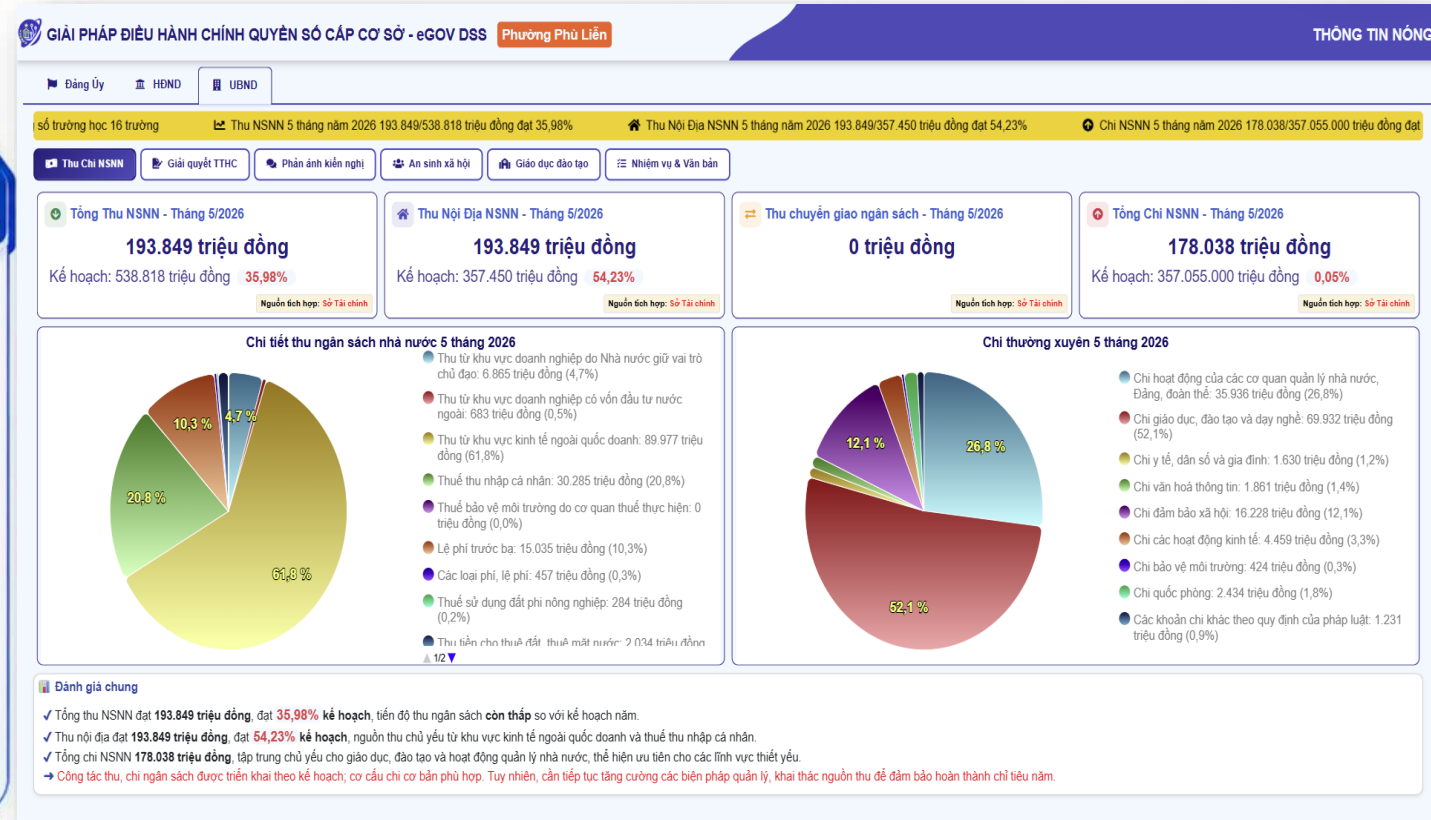 GIẢI PHÁP ĐIỀU HÀNH CHÍNH QUYỀN SỐ CẤP CƠ SỞ - eGOV DSS
Phường Phù Liễn
THÔNG TIN NÓNG
Đảng Ủy
HĐND
UBND
số trường học 16 trường
Thu NSNN 5 tháng năm 2026 193.849/538.818 triệu đồng đạt 35,98%
Thu Nội Địa NSNN 5 tháng năm 2026 193.849/357.450 triệu đồng đạt 54,23%
Chi NSNN 5 tháng năm 2026 178.038/357.055.000 triệu đồng đạt
Thu Chi NSNN
Giải quyết TTHC
Phản ánh kiến nghị
An sinh xã hội
Giáo dục đào tạo
Nhiệm vụ & Văn bản
Tổng Thu NSNN - Tháng 5/2026
193.849 triệu đồng
Kế hoạch: 538.818 triệu đồng 35,98%
Nguồn tích hợp: Sở Tài chính
Thu Nội Địa NSNN - Tháng 5/2026
193.849 triệu đồng
Kế hoạch: 357.450 triệu đồng 54,23%
Nguồn tích hợp: Sở Tài chính
Thu chuyển giao ngân sách - Tháng 5/2026
0 triệu đồng
Nguồn tích hợp: Sở Tài chính
Tổng Chi NSNN - Tháng 5/2026
178.038 triệu đồng
Kế hoạch: 357.055.000 triệu đồng 0,05%
Nguồn tích hợp: Sở Tài chính
Chi tiết thu ngân sách nhà nước 5 tháng 2026
4,7 %
10,3 %
20,8 %
61,8 %
Thu từ khu vực doanh nghiệp do Nhà nước giữ vai trò
chủ đạo: 6.865 triệu đồng (4,7%)
Thu từ khu vực doanh nghiệp có vốn đầu tư nước
ngoài: 683 triệu đồng (0,5%)
Thu từ khu vực kinh tế ngoài quốc doanh: 89.977 triệu
đồng (61,8%)
Thuế thu nhập cá nhân: 30.285 triệu đồng (20,8%)
Thuế bảo vệ môi trường do cơ quan thuế thực hiện: 0
triệu đồng (0,0%)
Lệ phí trước bạ: 15.035 triệu đồng (10,3%)
Các loại phí, lệ phí: 457 triệu đồng (0,3%)
Thuế sử dụng đất phi nông nghiệp: 284 triệu đồng
(0,2%)
Thu tiền cho thuê đất, thuê mặt nước: 2.034 triệu đồng
1/2
Chi thường xuyên 5 tháng 2026
12,1 %
26,8 %
52,1 %
Chi hoạt động của các cơ quan quản lý nhà nước,
Đảng, đoàn thể: 35.936 triệu đồng (26,8%)
Chi giáo dục, đào tạo và dạy nghề: 69.932 triệu đồng
(52,1%)
Chi y tế, dân số và gia đình: 1.630 triệu đồng (1,2%)
Chi văn hoá thông tin: 1.861 triệu đồng (1,4%)
Chi đảm bảo xã hội: 16.228 triệu đồng (12,1%)
Chi các hoạt động kinh tế: 4.459 triệu đồng (3,3%)
Chi bảo vệ môi trường: 424 triệu đồng (0,3%)
Chi quốc phòng: 2.434 triệu đồng (1,8%)
Các khoản chi khác theo quy định của pháp luật: 1.231
triệu đồng (0,9%)
Đánh giá chung
✓ Tổng thu NSNN đạt 193.849 triệu đồng, đạt 35,98% kế hoạch, tiến độ thu ngân sách còn thấp so với kế hoạch năm.
✓ Thu nội địa đạt 193.849 triệu đồng, đạt 54,23% kế hoạch, nguồn thu chủ yếu từ khu vực kinh tế ngoài quốc doanh và thuế thu nhập cá nhân.
✓ Tổng chi NSNN 178.038 triệu đồng, tập trung chủ yếu cho giáo dục, đào tạo và hoạt động quản lý nhà nước, thể hiện ưu tiên cho các lĩnh vực thiết yếu.
→ Công tác thu, chi ngân sách được triển khai theo kế hoạch; cơ cấu chi cơ bản phù hợp. Tuy nhiên, cần tiếp tục tăng cường các biện pháp quản lý, khai thác nguồn thu để đảm bảo hoàn thành chỉ tiêu năm.